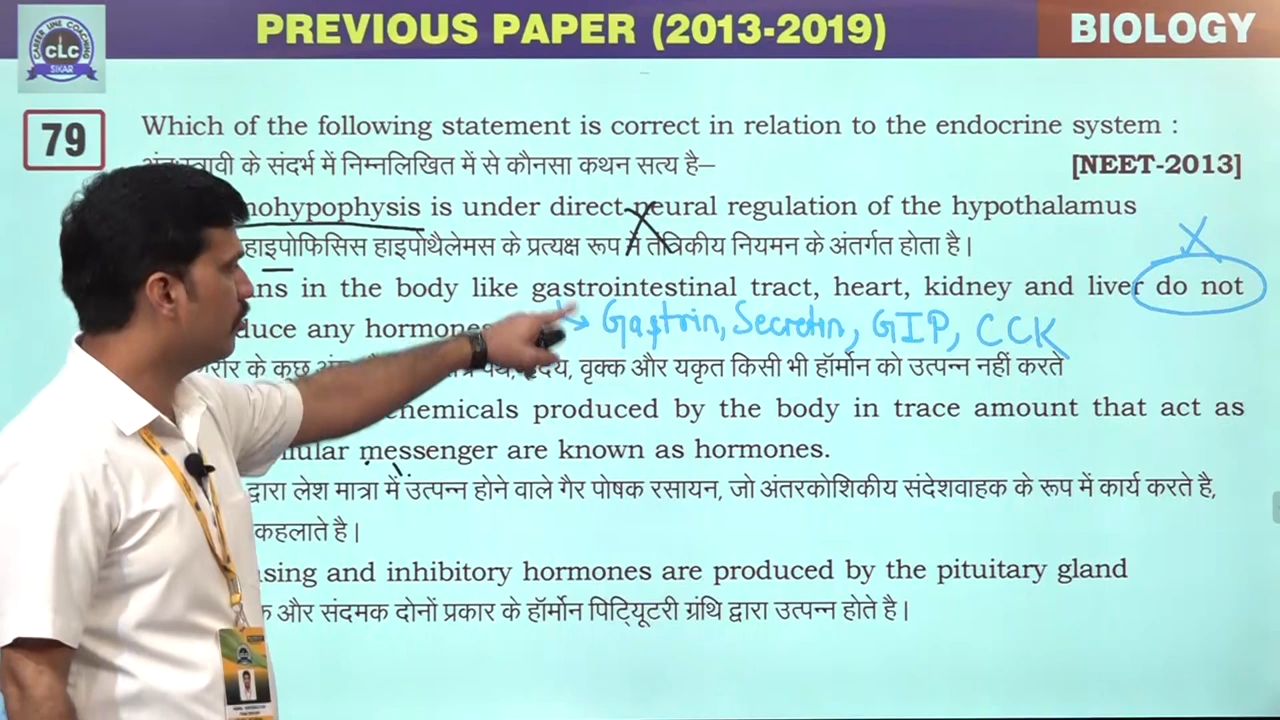 PREVIOUS PAPER (2013-2019)
BIOLOGY
CAREER LINE COACHING
CLC
SIKAR
79
Which of the following statement is correct in relation to the endocrine system :
के संदर्भ में निम्नलिखित में से कौनसा कथन सत्य है–
[NEET-2013]
nohypophysis is under direct neural regulation of the hypothalamus
हाइपोफिसिस हाइपोथैलेमस के प्रत्यक्ष रूप में तंत्रिकीय नियमन के अंतर्गत होता है।
ans in the body like gastrointestinal tract, heart, kidney and liver do not
duce any hormones
Gastrin, Secretin, GIP, CCK
के कुछ
वृक्क और यकृत किसी भी हॉर्मोन को उत्पन्न नहीं करते
hemicals produced by the body in trace amount that act as
llular messenger are known as hormones.
द्वारा लेश मात्रा में उत्पन्न होने वाले गैर पोषक रसायन, जो अंतरकोशिकीय संदेशवाहक के रूप में कार्य करते है,
कहलाते है।
sing and inhibitory hormones are produced by the pituitary gland
क और संदमक दोनों प्रकार के हॉर्मोन पिट्यूिटरी ग्रंथि द्वारा उत्पन्न होते है।